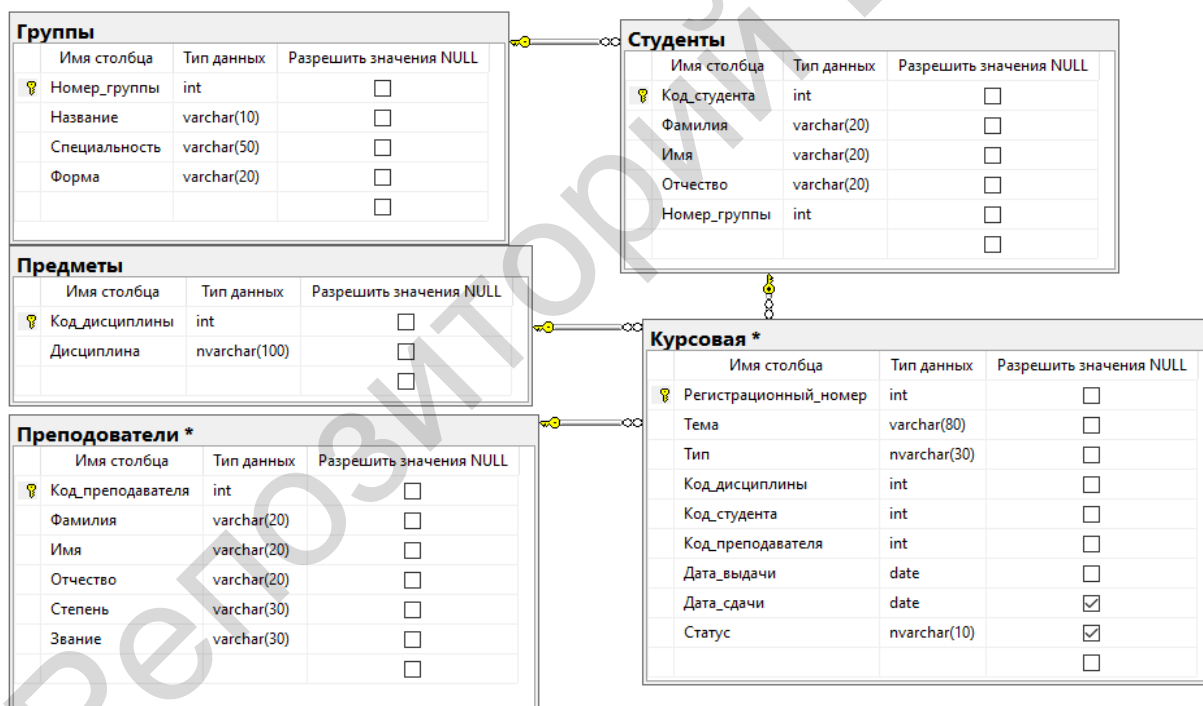 Группы
Имя столбца Тип данных Разрешить значения NULL
Номер_группы int
Название varchar(10)
Специальность varchar(50)
Форма varchar(20)
Студенты
Имя столбца Тип данных Разрешить значения NULL
Код_студента int
Фамилия varchar(20)
Имя varchar(20)
Отчество varchar(20)
Номер_группы int
Предметы
Имя столбца Тип данных Разрешить значения NULL
Код_дисциплины int
Дисциплина nvarchar(100)
Преподователи *
Имя столбца Тип данных Разрешить значения NULL
Код_преподавателя int
Фамилия varchar(20)
Имя varchar(20)
Отчество varchar(20)
Степень varchar(30)
Звание varchar(30)
Курсовая *
Имя столбца Тип данных Разрешить значения NULL
Регистрационный_номер int
Тема varchar(80)
Тип nvarchar(30)
Код_дисциплины int
Код_студента int
Код_преподавателя int
Дата_выдачи date
Дата_сдачи date
Статус nvarchar(10)
Репозиторий